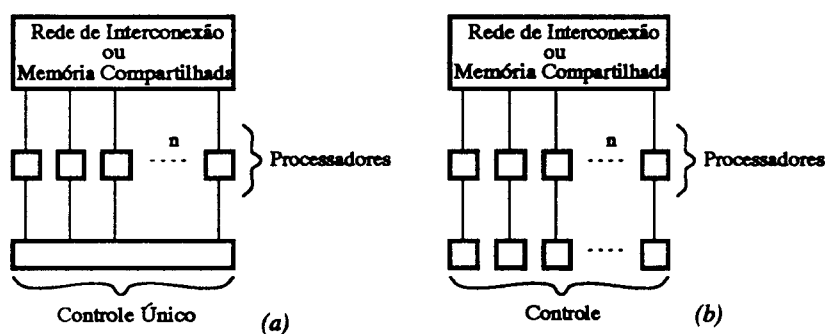 Rede de Interconexão
ou
Memória Compartilhada
n
.....
Processadores
Controle Único
(a)
Rede de Interconexão
ou
Memória Compartilhada
n
.....
Processadores
....
Controle
(b)